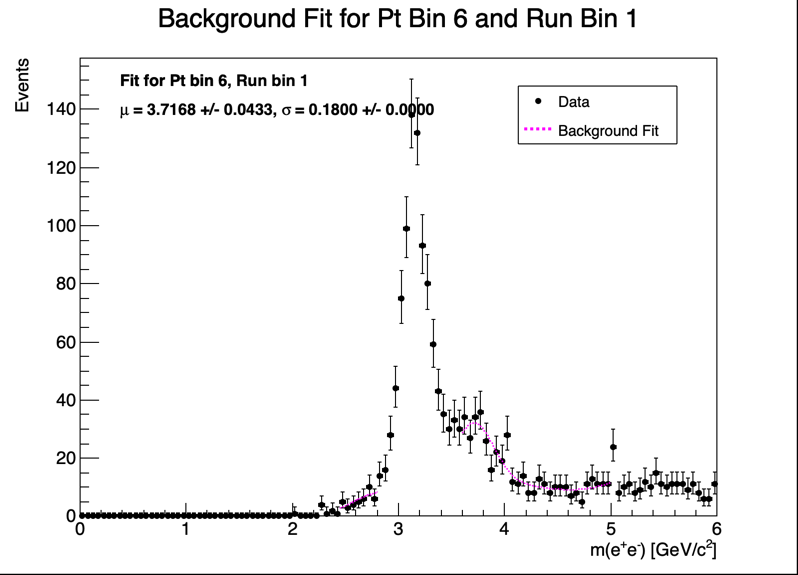 Background Fit for Pt Bin 6 and Run Bin 1
Events
Fit for Pt bin 6, Run bin 1
μ = 3.7168 +/- 0.0433, σ = 0.1800 +/- 0.0000
Data
Background Fit
140
120
100
80
60
40
20
0
0 1 2 3 4 5 6
m(e⁺e⁻) [GeV/c²]